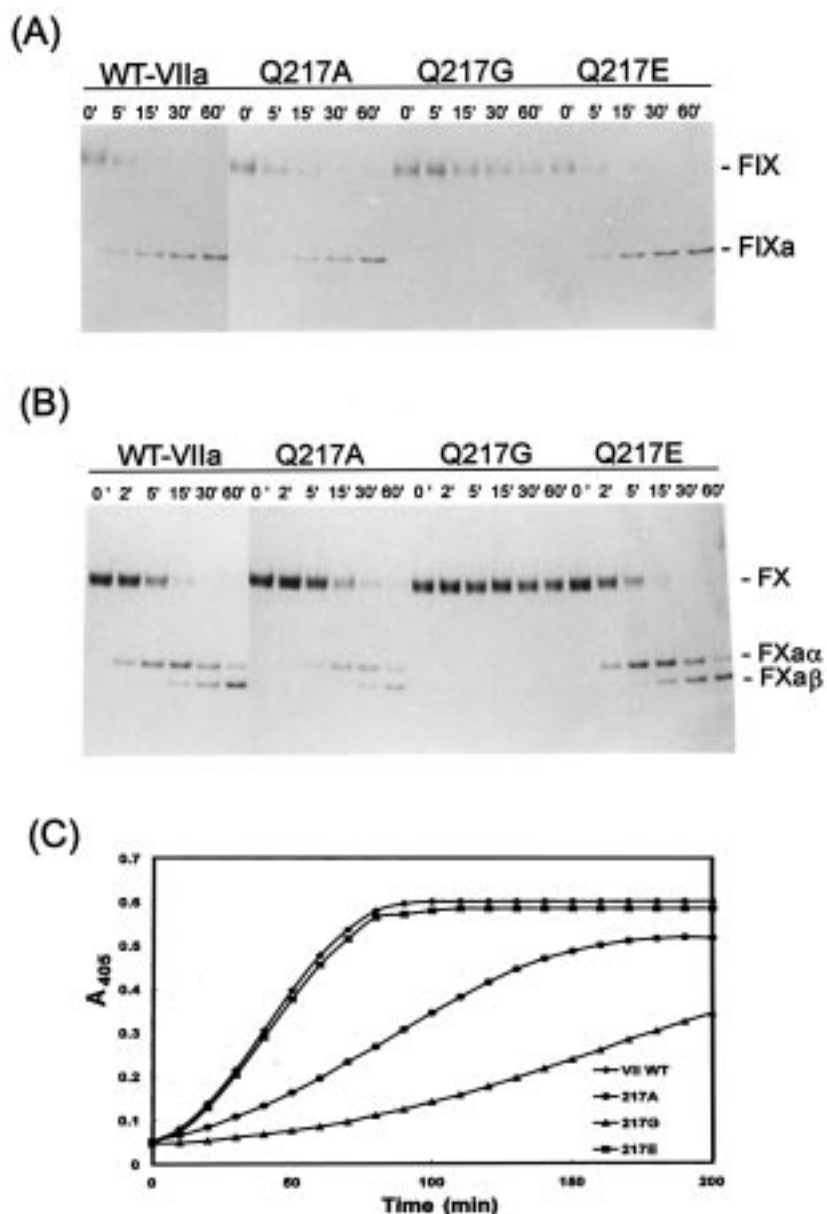 (A)
WT-VIIa Q217A Q217G Q217E
0' 5' 15' 30' 60' 0' 5' 15' 30' 60' 0' 5' 15' 30' 60' 0' 5' 15' 30' 60'
- FIX
- FIXa
(B)
WT-VIIa Q217A Q217G Q217E
0' 2' 5' 15' 30' 60' 0' 2' 5' 15' 30' 60' 0' 2' 5' 15' 30' 60' 0' 2' 5' 15' 30' 60'
- FX
- FXaα
- FXaβ
(C)
0.7
0.6
0.5
0.4
0.3
0.2
0.1
0
A405
VII WT
217A
217G
217E
0 50 100 150 200
Time (min)